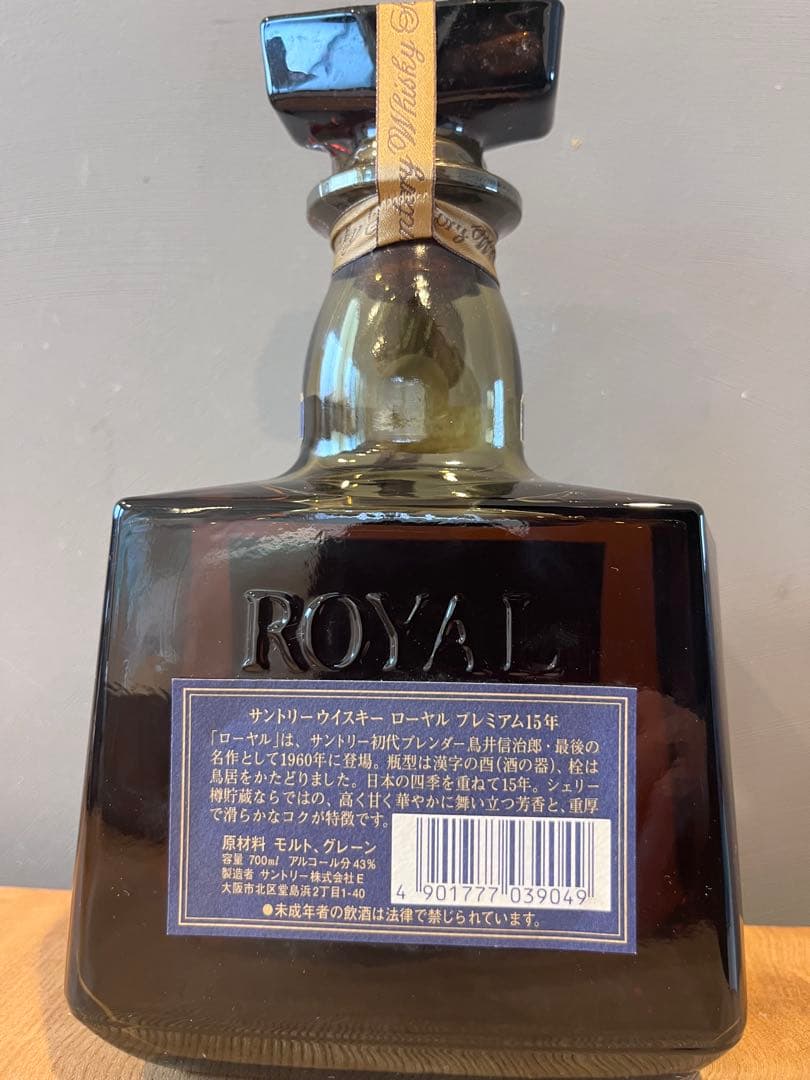 Whisky
ROYAL
サントリーウイスキー ローヤル プレミアム15年
「ローヤル」は、サントリー初代ブレンダー鳥井信治郎・最後の
名作として1960年に登場。瓶型は漢字の酉(酒の器)、栓は
鳥居をかたどりました。日本の四季を重ねて15年。シェリー
樽貯蔵ならではの、高く甘く華やかに舞い立つ芳香と、重厚
で滑らかなコクが特徴です。
原材料 モルト、グレーン
容量 700㎖ アルコール分43%
製造者 サントリー株式会社E
大阪市北区堂島浜2丁目1-40
4 901777 039049
●未成年者の飲酒は法律で禁じられています。